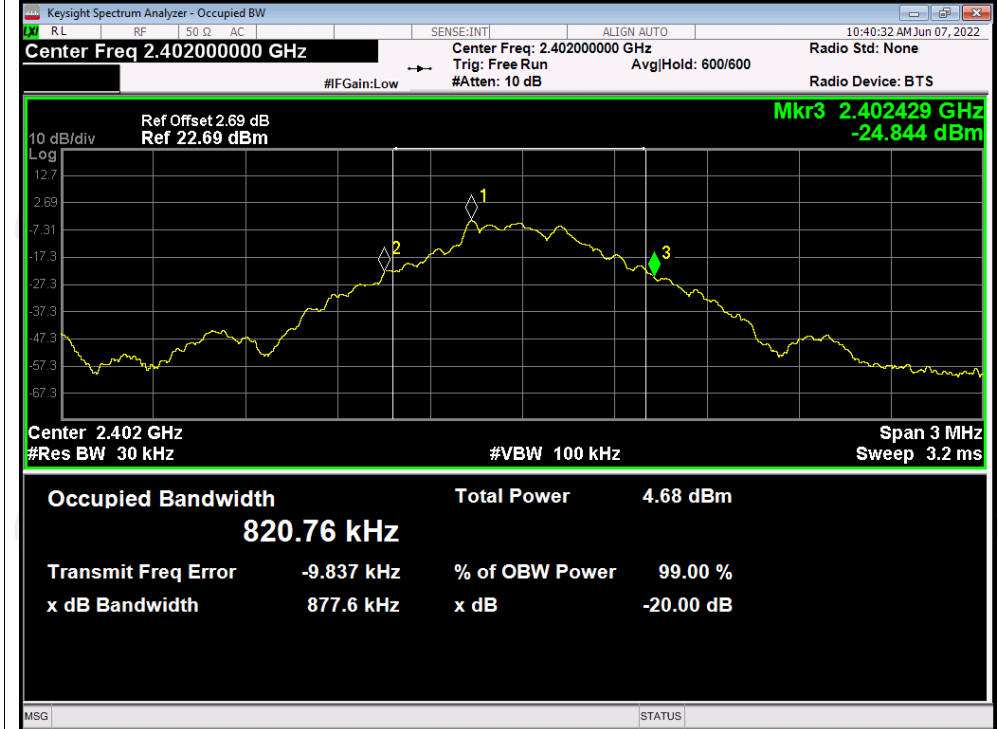 Keysight Spectrum Analyzer - Occupied BW
LXI RL RF 50 Ω AC SENSE:INT ALIGN AUTO 10:40:32 AM Jun 07, 2022
Center Freq 2.402000000 GHz Center Freq: 2.402000000 GHz Radio Std: None
Trig: Free Run Avg|Hold: 600/600
#IFGain:Low #Atten: 10 dB Radio Device: BTS
Mkr3 2.402429 GHz
-24.844 dBm
Ref Offset 2.69 dB
10 dB/div Ref 22.69 dBm
Log
12.7
2.69
-7.31
-17.3
-27.3
-37.3
-47.3
-57.3
-67.3
1
2
3
Center 2.402 GHz Span 3 MHz
#Res BW 30 kHz #VBW 100 kHz Sweep 3.2 ms
Occupied Bandwidth Total Power 4.68 dBm
820.76 kHz
Transmit Freq Error -9.837 kHz % of OBW Power 99.00 %
x dB Bandwidth 877.6 kHz x dB -20.00 dB
MSG STATUS